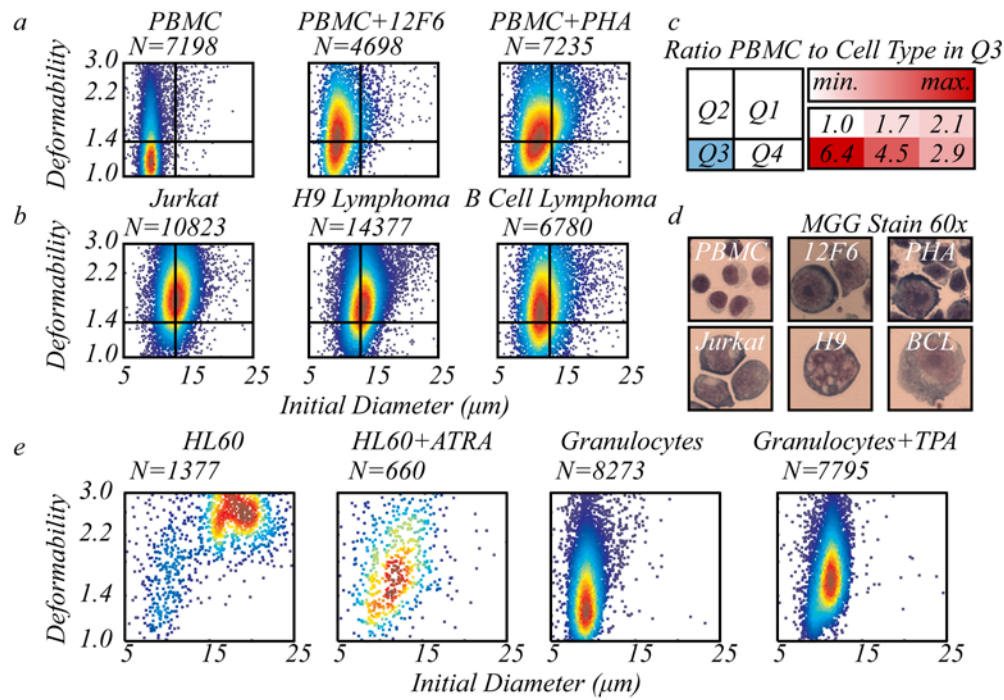 a
PBMC
PBMC+12F6
PBMC+PHA
N=7198
N=4698
N=7235
Deformability
3.0
2.2
1.4
1.0
c
Ratio PBMC to Cell Type in Q3
Q2
Q1
Q3
Q4
min.
max.
1.0
1.7
2.1
6.4
4.5
2.9
b
Jurkat
H9 Lymphoma
B Cell Lymphoma
N=10823
N=14377
N=6780
Deformability
3.0
2.2
1.4
1.0
5
15
25
5
15
25
5
15
25
Initial Diameter (μm)
d
MGG Stain 60x
PBMC
12F6
PHA
Jurkat
H9
BCL
e
HL60
HL60+ATRA
Granulocytes
Granulocytes+TPA
N=1377
N=660
N=8273
N=7795
Deformability
3.0
2.2
1.4
1.0
5
15
25
5
15
25
5
15
25
5
15
25
Initial Diameter (μm)